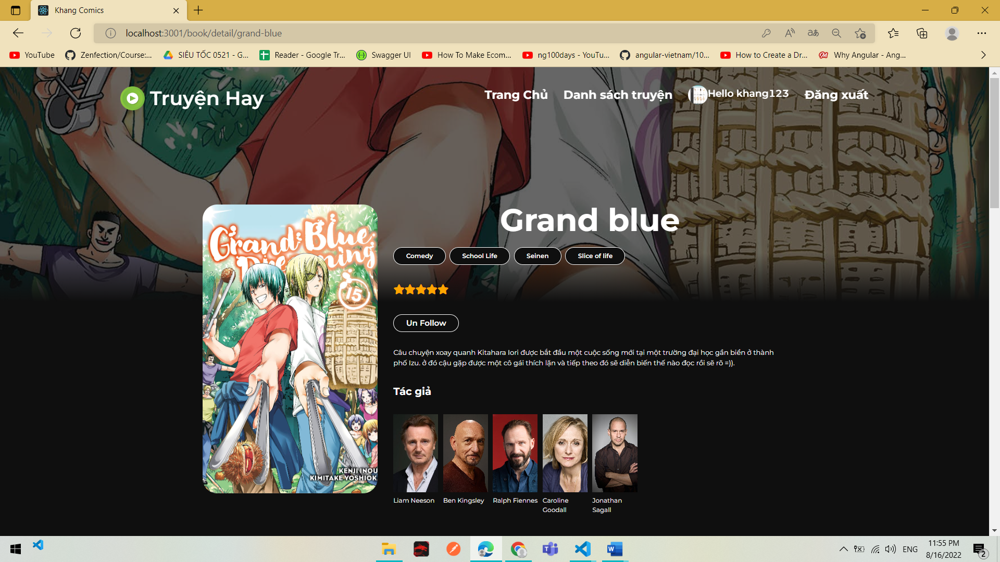 Khang Comics
localhost:3001/book/detail/grand-blue
YouTube
Zenfection/Course:...
SIÊU TỐC 0521 - G...
Reader - Google Tr...
Swagger UI
How To Make Ecom...
ng100days - YouTu...
angular-vietnam/10...
How to Create a Dr...
Why Angular - Ang...
Truyện Hay
Trang Chủ
Danh sách truyện
Hello khang123
Đăng xuất
Grand Blue
Dreaming
15
KENJI INOU
KIMITAKE YOSHIOK
Grand blue
Comedy
School Life
Seinen
Slice of life
Un Follow
Câu chuyện xoay quanh Kitahara Iori được bắt đầu một cuộc sống mới tại một trường đại học gần biển ở thành
phố Izu. ở đó cậu gặp được một cô gái thích lặn và tiếp theo đó sẽ diễn biến thế nào đọc rồi sẽ rõ =)).
Tác giả
Liam Neeson
Ben Kingsley
Ralph Fiennes
Caroline
Goodall
Jonathan
Sagall
ENG
11:55 PM
8/16/2022
2